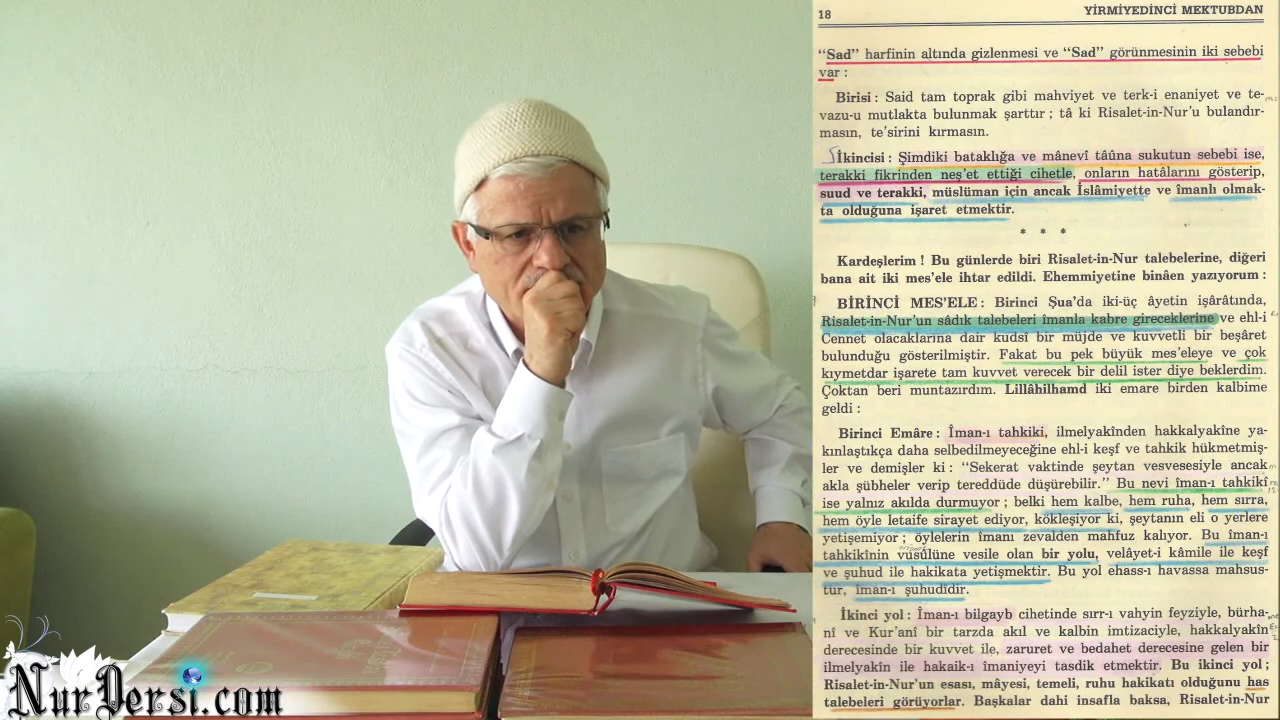 18
YİRMİYEDİNCİ MEKTUBDAN
“Sad” harfinin altında gizlenmesi ve “Sad” görünmesinin iki sebebi
var :
Birisi : Said tam toprak gibi mahviyet ve terk-i enaniyet ve te-
vazu-u mutlakta bulunmak şarttır ; tâ ki Risalet-in-Nur'u bulandır-
masın, te'sirini kırmasın.
İkincisi : Şimdiki bataklığa ve mânevî tâûna sukutun sebebi ise,
terakki fikrinden neş'et ettiği cihetle, onların hatâlarını gösterip,
suud ve terakki, müslüman için ancak İslâmiyette ve îmanlı olmak-
ta olduğuna işaret etmektir.
* * *
Kardeşlerim ! Bu günlerde biri Risalet-in-Nur talebelerine, diğeri
bana ait iki mes'ele ihtar edildi. Ehemmiyetine binâen yazıyorum :
BİRİNCİ MES'ELE : Birinci Şua'da iki-üç âyetin işârâtında,
Risalet-in-Nur'un sâdık talebeleri îmanla kabre gireceklerine ve ehl-i
Cennet olacaklarına dair kudsî bir müjde ve kuvvetli bir beşâret
bulunduğu gösterilmiştir. Fakat bu pek büyük mes'eleye ve çok
kıymetdar işarete tam kuvvet verecek bir delil ister diye beklerdim.
Çoktan beri muntazırdım. Lillâhilhamd iki emare birden kalbime
geldi :
Birinci Emâre : Îman-ı tahkiki, ilmelyakînden hakkalyakîne ya-
kınlaştıkça daha selbedilmeyeceğine ehl-i keşf ve tahkik hükmetmiş-
ler ve demişler ki : “Sekerat vaktinde şeytan vesvesesiyle ancak
akla şübheler verip tereddüde düşürebilir.” Bu nevi îman-ı tahkikî
ise yalnız akılda durmuyor ; belki hem kalbe, hem ruha, hem sırra,
hem öyle letaife sirayet ediyor, kökleşiyor ki, şeytanın eli o yerlere
yetişemiyor ; öylelerin îmanı zevalden mahfuz kalıyor. Bu iman-ı
tahkikînin vüsûlüne vesile olan bir yolu, velâyet-i kâmile ile keşf
ve şuhud ile hakikata yetişmektir. Bu yol ehass-ı havassa mahsus-
tur, îman-ı şuhudîdir.
İkinci yol : Îman-ı bilgayb cihetinde sırr-ı vahyin feyziyle, bürha-
nî ve Kur'anî bir tarzda akıl ve kalbin imtizaciyle, hakkalyakîn
derecesinde bir kuvvet ile, zaruret ve bedahet derecesine gelen bir
ilmelyakîn ile hakaik-ı imaniyeyi tasdik etmektir. Bu ikinci yol ;
Risalet-in-Nur'un esası, mâyesi, temeli, ruhu hakikatı olduğunu has
talebeleri görüyorlar. Başkalar dahi insafla baksa, Risalet-in-Nur
NurDersi.com